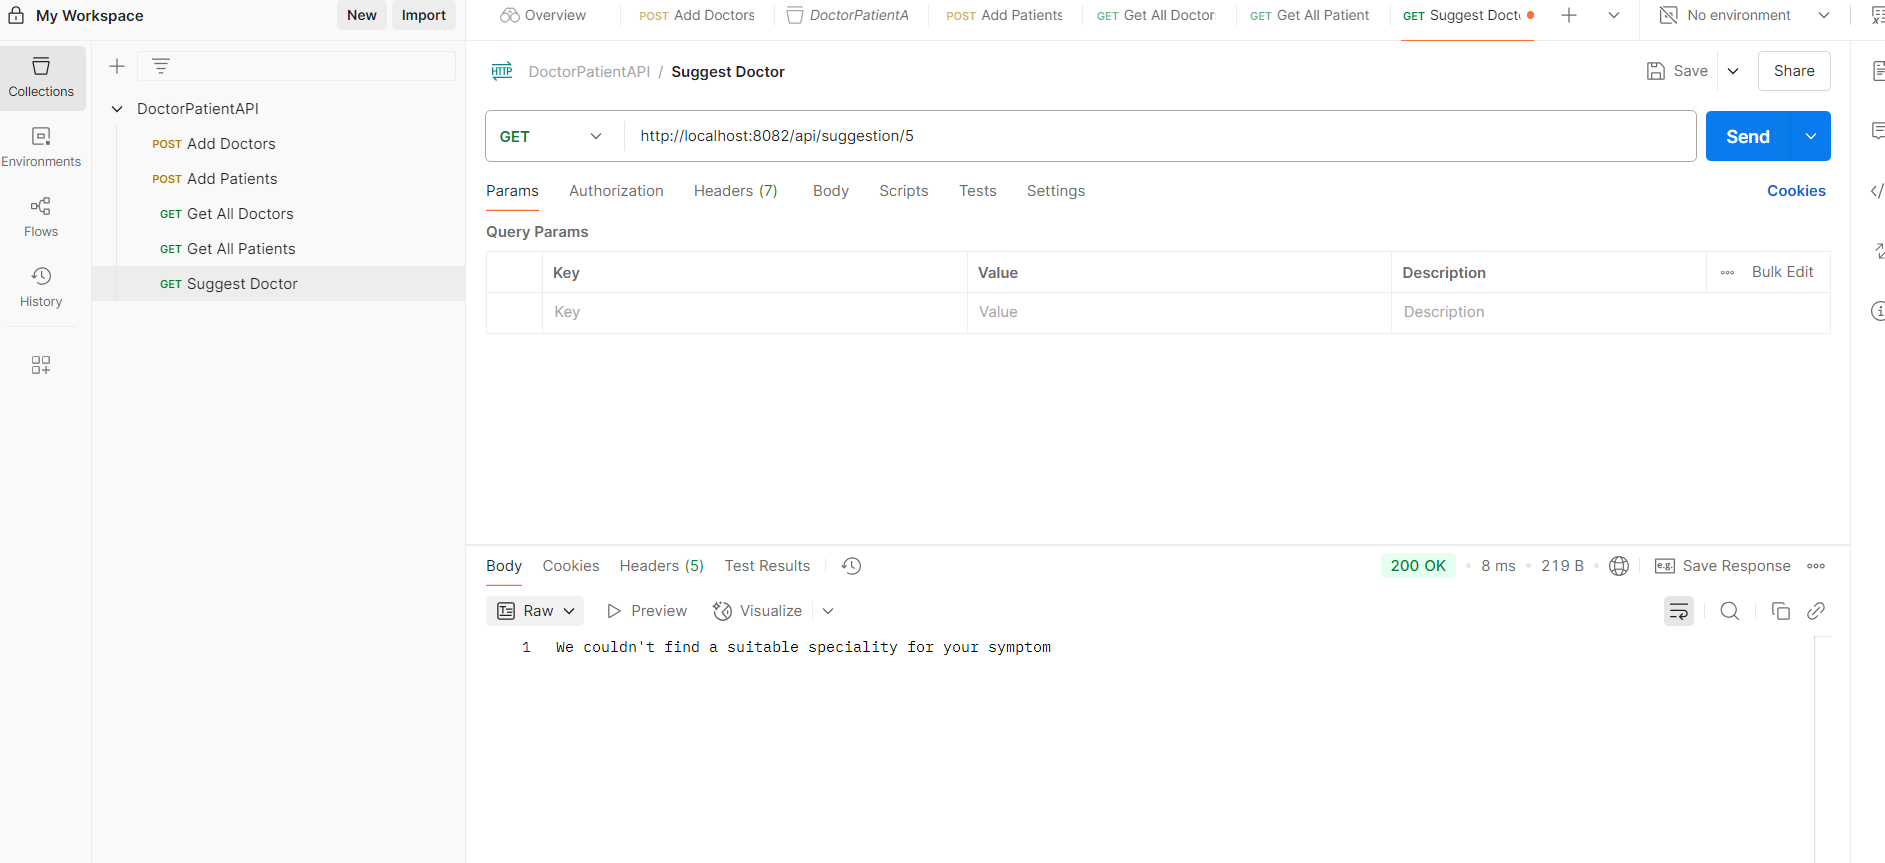 My Workspace
New
Import
Overview
POST Add Doctors
DoctorPatientA
POST Add Patients
GET Get All Doctor
GET Get All Patient
GET Suggest Doct
No environment
Collections
Environments
Flows
History
DoctorPatientAPI
POST Add Doctors
POST Add Patients
GET Get All Doctors
GET Get All Patients
GET Suggest Doctor
HTTP DoctorPatientAPI / Suggest Doctor
Save
Share
GET http://localhost:8082/api/suggestion/5
Send
Params Authorization Headers (7) Body Scripts Tests Settings
Cookies
Query Params
Key Value Description Bulk Edit
Key Value Description
Body Cookies Headers (5) Test Results
200 OK • 8 ms • 219 B • e.g. Save Response
Raw Preview Visualize
1 We couldn't find a suitable speciality for your symptom